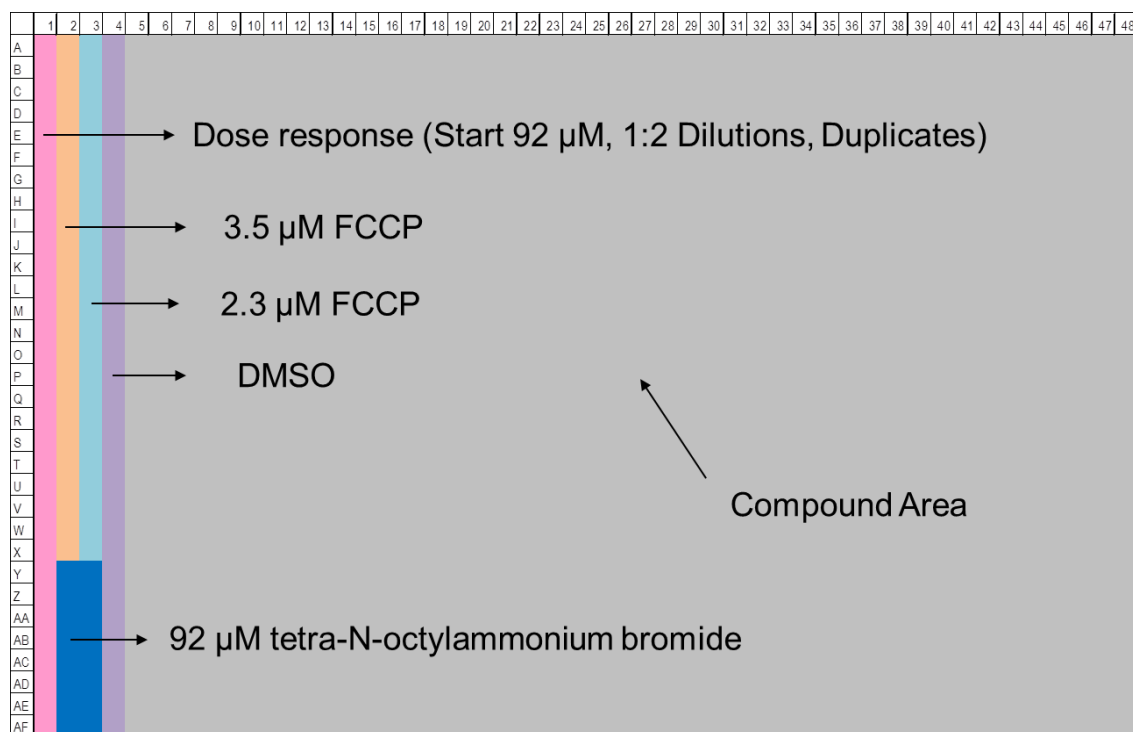 1 2 3 4 5 6 7 8 9 10 11 12 13 14 15 16 17 18 19 20 21 22 23 24 25 26 27 28 29 30 31 32 33 34 35 36 37 38 39 40 41 42 43 44 45 46 47 48
A
B
C
D
E
Dose response (Start 92 µM, 1:2 Dilutions, Duplicates)
F
G
H
I
3.5 µM FCCP
J
K
L
M
2.3 µM FCCP
N
O
P
DMSO
Q
R
S
T
U
V
Compound Area
W
X
Y
Z
AA
AB
92 µM tetra-N-octylammonium bromide
AC
AD
AE
AF